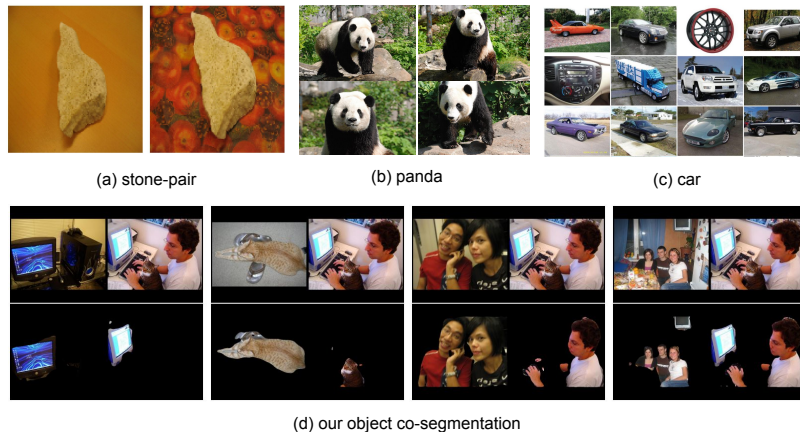 (a) stone-pair
(b) panda
(c) car
(d) our object co-segmentation